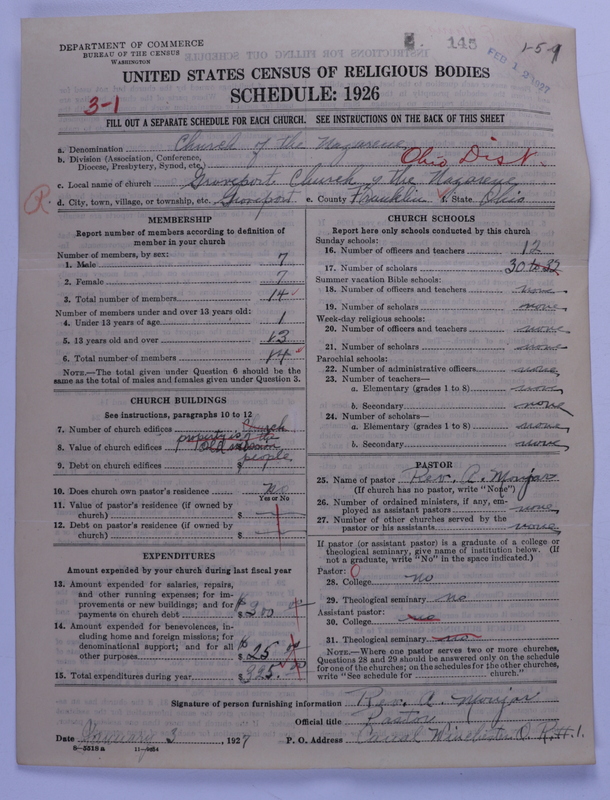 145
FEB 12 1927
1-5-9
DEPARTMENT OF COMMERCE
BUREAU OF THE CENSUS
WASHINGTON
UNITED STATES CENSUS OF RELIGIOUS BODIES
SCHEDULE: 1926
3-1
FILL OUT A SEPARATE SCHEDULE FOR EACH CHURCH. SEE INSTRUCTIONS ON THE BACK OF THIS SHEET
a. Denomination Church of the Nazarene
b. Division (Association, Conference, Diocese, Presbytery, Synod, etc.) Ohio Dist.
c. Local name of church Groveport Church of the Nazarene
R.
d. City, town, village, or township, etc. Groveport e. County Franklin f. State Ohio
MEMBERSHIP
Report number of members according to definition of member in your church
Number of members, by sex:
1. Male 7
2. Female 7
3. Total number of members 14
Number of members under and over 13 years old:
4. Under 13 years of age 1
5. 13 years old and over 13
6. Total number of members 14
NOTE.—The total given under Question 6 should be the same as the total of males and females given under Question 3.
CHURCH BUILDINGS
See instructions, paragraphs 10 to 12
7. Number of church edifices Church
8. Value of church edifices property is of the Old mission
9. Debt on church edifices $ people
10. Does church own pastor's residence No
Yes or No
11. Value of pastor's residence (if owned by church) $
12. Debt on pastor's residence (if owned by church) $
EXPENDITURES
Amount expended by your church during last fiscal year
13. Amount expended for salaries, repairs, and other running expenses; for improvements or new buildings; and for payments on church debt $ 300
14. Amount expended for benevolences, including home and foreign missions; for denominational support; and for all other purposes $ 25
15. Total expenditures during year $ 325.
CHURCH SCHOOLS
Report here only schools conducted by this church
Sunday schools:
16. Number of officers and teachers 12
17. Number of scholars 30 to 32
Summer vacation Bible schools:
18. Number of officers and teachers none
19. Number of scholars none
Week-day religious schools:
20. Number of officers and teachers none
21. Number of scholars none
Parochial schools:
22. Number of administrative officers none
23. Number of teachers—
a. Elementary (grades 1 to 8) none
b. Secondary none
24. Number of scholars—
a. Elementary (grades 1 to 8) none
b. Secondary none
PASTOR
25. Name of pastor Rev. A. Monjar
(If church has no pastor, write "None")
26. Number of ordained ministers, if any, employed as assistant pastors none
27. Number of other churches served by the pastor or his assistants none
If pastor (or assistant pastor) is a graduate of a college or theological seminary, give name of institution below. (If not a graduate, write "No" in the space indicated.)
Pastor: 0
28. College no
29. Theological seminary no
Assistant pastor:
30. College no
31. Theological seminary no
NOTE.—Where one pastor serves two or more churches, Questions 28 and 29 should be answered only on the schedule for one of the churches; on the schedules for the other churches, write "See schedule for church."
Signature of person furnishing information Rev. A. Monjar
Official title Pastor
Date January 3, 1927 P. O. Address Canal Winchester O. R.H. 1.
8—5518 a 11—9684